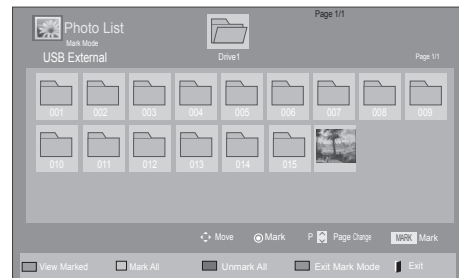 Page 1/1
Photo List
Mark Mode
USB External
Drive1
Page 1/1
001 002 003 004 005 006 007 008 009
010 011 012 013 014 015
Move Mark P Page Change MARK Mark
View Marked Mark All Unmark All Exit Mark Mode Exit